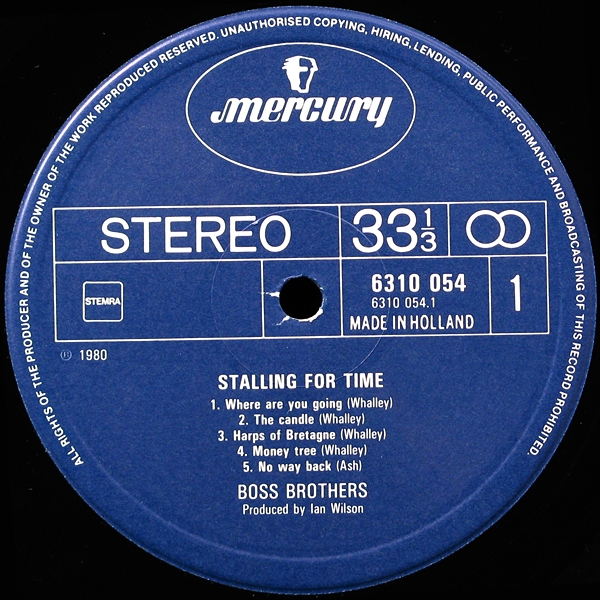 ALL RIGHTS OF THE PRODUCER AND OF THE OWNER OF THE WORK REPRODUCED RESERVED. UNAUTHORISED COPYING, HIRING, LENDING, PUBLIC PERFORMANCE AND BROADCASTING OF THIS RECORD PROHIBITED.
mercury
STEREO 33 1/3
STEMRA
6310 054
6310 054.1
MADE IN HOLLAND
1
Ⓟ 1980
STALLING FOR TIME
1. Where are you going (Whalley)
2. The candle (Whalley)
3. Harps of Bretagne (Whalley)
4. Money tree (Whalley)
5. No way back (Ash)
BOSS BROTHERS
Produced by Ian Wilson